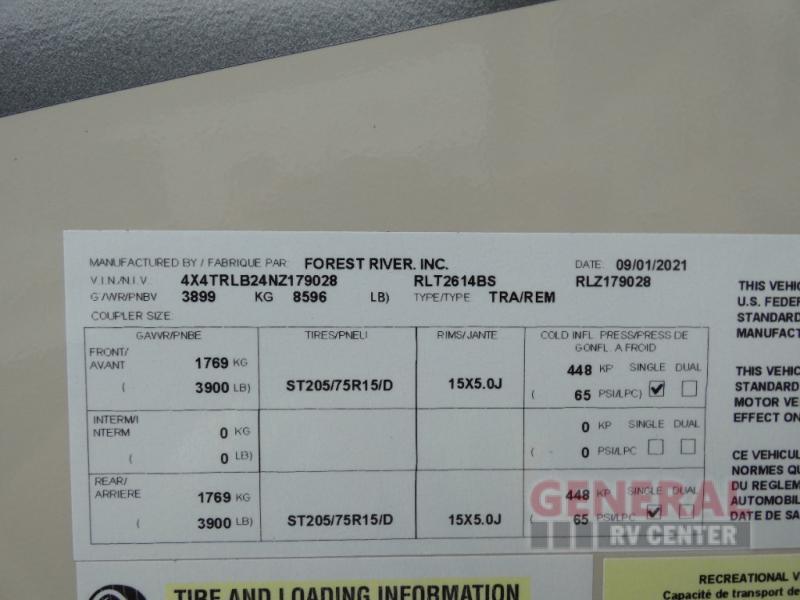 MANUFACTURED BY / FABRIQUE PAR: FOREST RIVER. INC. DATE: 09/01/2021
V.I.N./N.I.V. 4X4TRLB24NZ179028 RLT2614BS RLZ179028
G /WR/PNBV 3899 KG 8596 LB) TYPE/TYPE TRA/REM
COUPLER SIZE:
GAWR/PNBE TIRES/PNEU RIMS/JANTE COLD INFL. PRESS/PRESS DE
GONFL. A FROID
FRONT/
AVANT 1769 KG 448 KP SINGLE DUAL
( 3900 LB) ST205/75R15/D 15X5.0J ( 65 PSI/LPC)
INTERM/I
NTERM 0 KG 0 KP SINGLE DUAL
( 0 LB) ( - 0 PSI/LPC
REAR/
ARRIERE 1769 KG 448 KP SINGLE DUAL
( 3900 LB) ST205/75R15/D 15X5.0J ( 65 PSI/LPC
THIS VEHIC
U.S. FEDER
STANDARD
MANUFACT
THIS VEHIC
STANDARD
MOTOR VE
EFFECT ON
CE VEHICUL
NORMES QU
DU REGLEM
AUTOMOBIL
DATE DE SA
GENERAL
RV CENTER
TIRE AND LOADING INFORMATION
RECREATIONAL V
Capacité de transport de